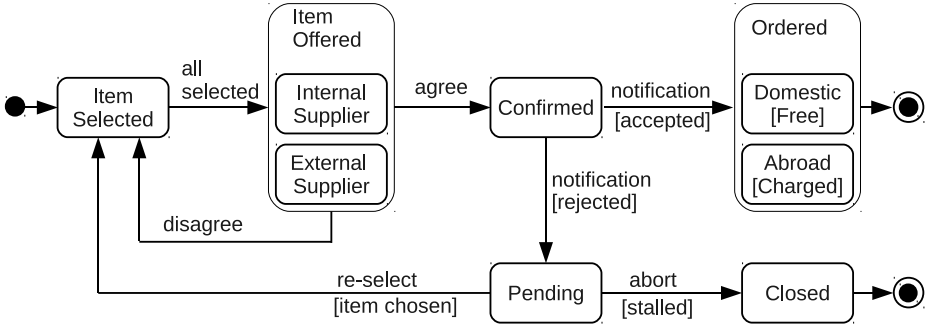 Item
Offered
Ordered
all
selected
Item
Selected
Internal
Supplier
agree
Confirmed
notification
[accepted]
Domestic
[Free]
External
Supplier
Abroad
[Charged]
notification
[rejected]
disagree
re-select
[item chosen]
Pending
abort
[stalled]
Closed